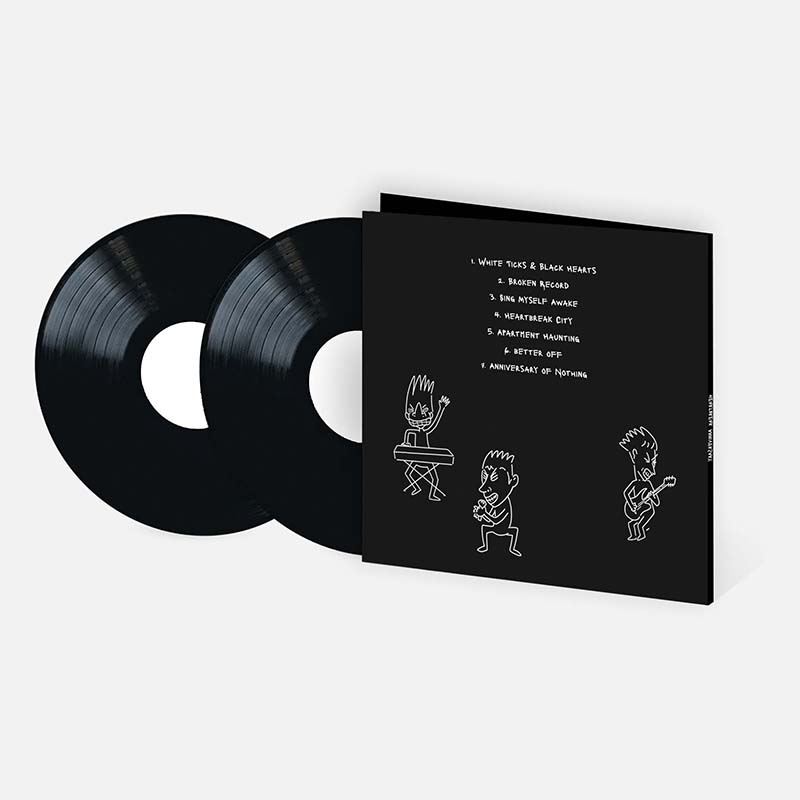 1. WHITE TICKS & BLACK HEARTS
2. BROKEN RECORD
3. SING MYSELF AWAKE
4. HEARTBREAK CITY
5. APARTMENT HAUNTING
6. BETTER OFF
7. ANNIVERSARY OF NOTHING